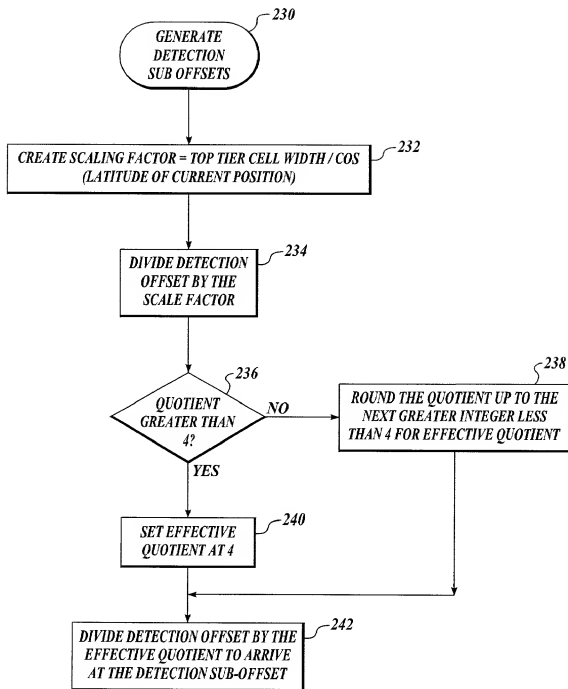 230
GENERATE
DETECTION
SUB OFFSETS
232
CREATE SCALING FACTOR = TOP TIER CELL WIDTH / COS
(LATITUDE OF CURRENT POSITION)
234
DIVIDE DETECTION
OFFSET BY THE
SCALE FACTOR
236
QUOTIENT
GREATER THAN
4?
NO
YES
238
ROUND THE QUOTIENT UP TO THE
NEXT GREATER INTEGER LESS
THAN 4 FOR EFFECTIVE QUOTIENT
240
SET EFFECTIVE
QUOTIENT AT 4
242
DIVIDE DETECTION OFFSET BY THE
EFFECTIVE QUOTIENT TO ARRIVE
AT THE DETECTION SUB-OFFSET